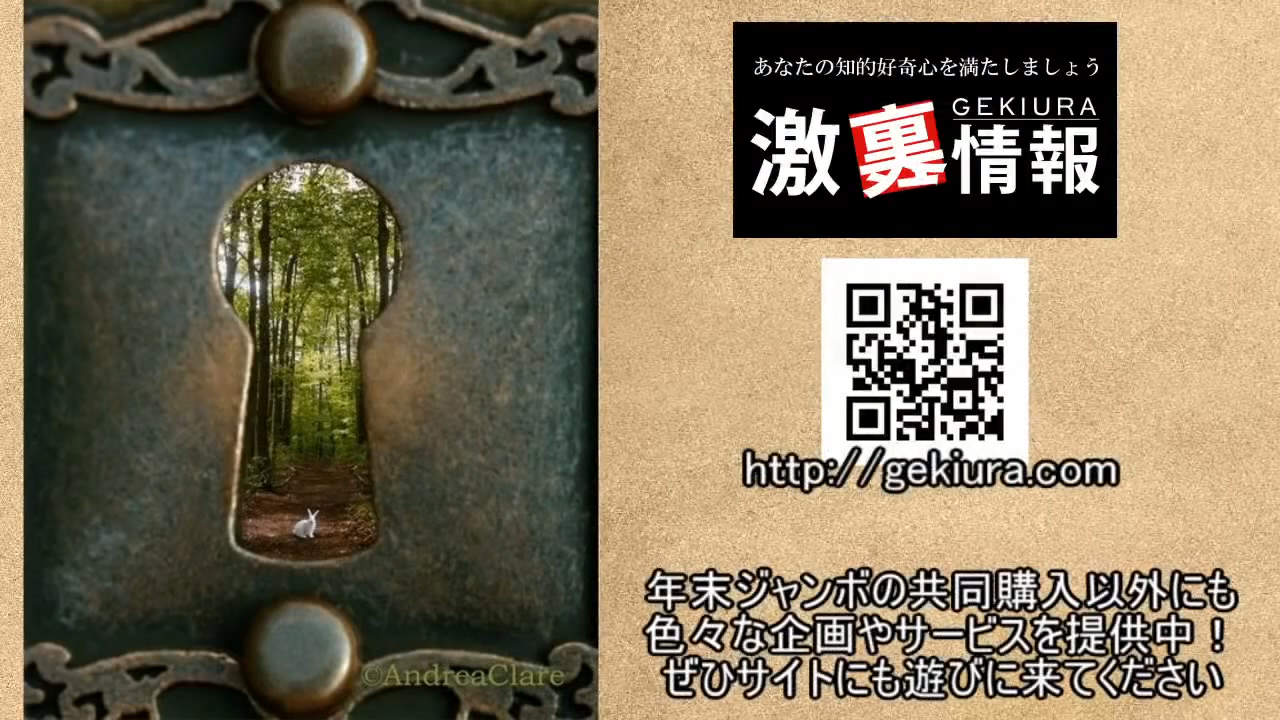 あなたの知的好奇心を満たしましょう
激裏情報
GEKIURA
http://gekiura.com
年末ジャンボの共同購入以外にも
色々な企画やサービスを提供中！
ぜひサイトにも遊びに来てください
©AndreaClare